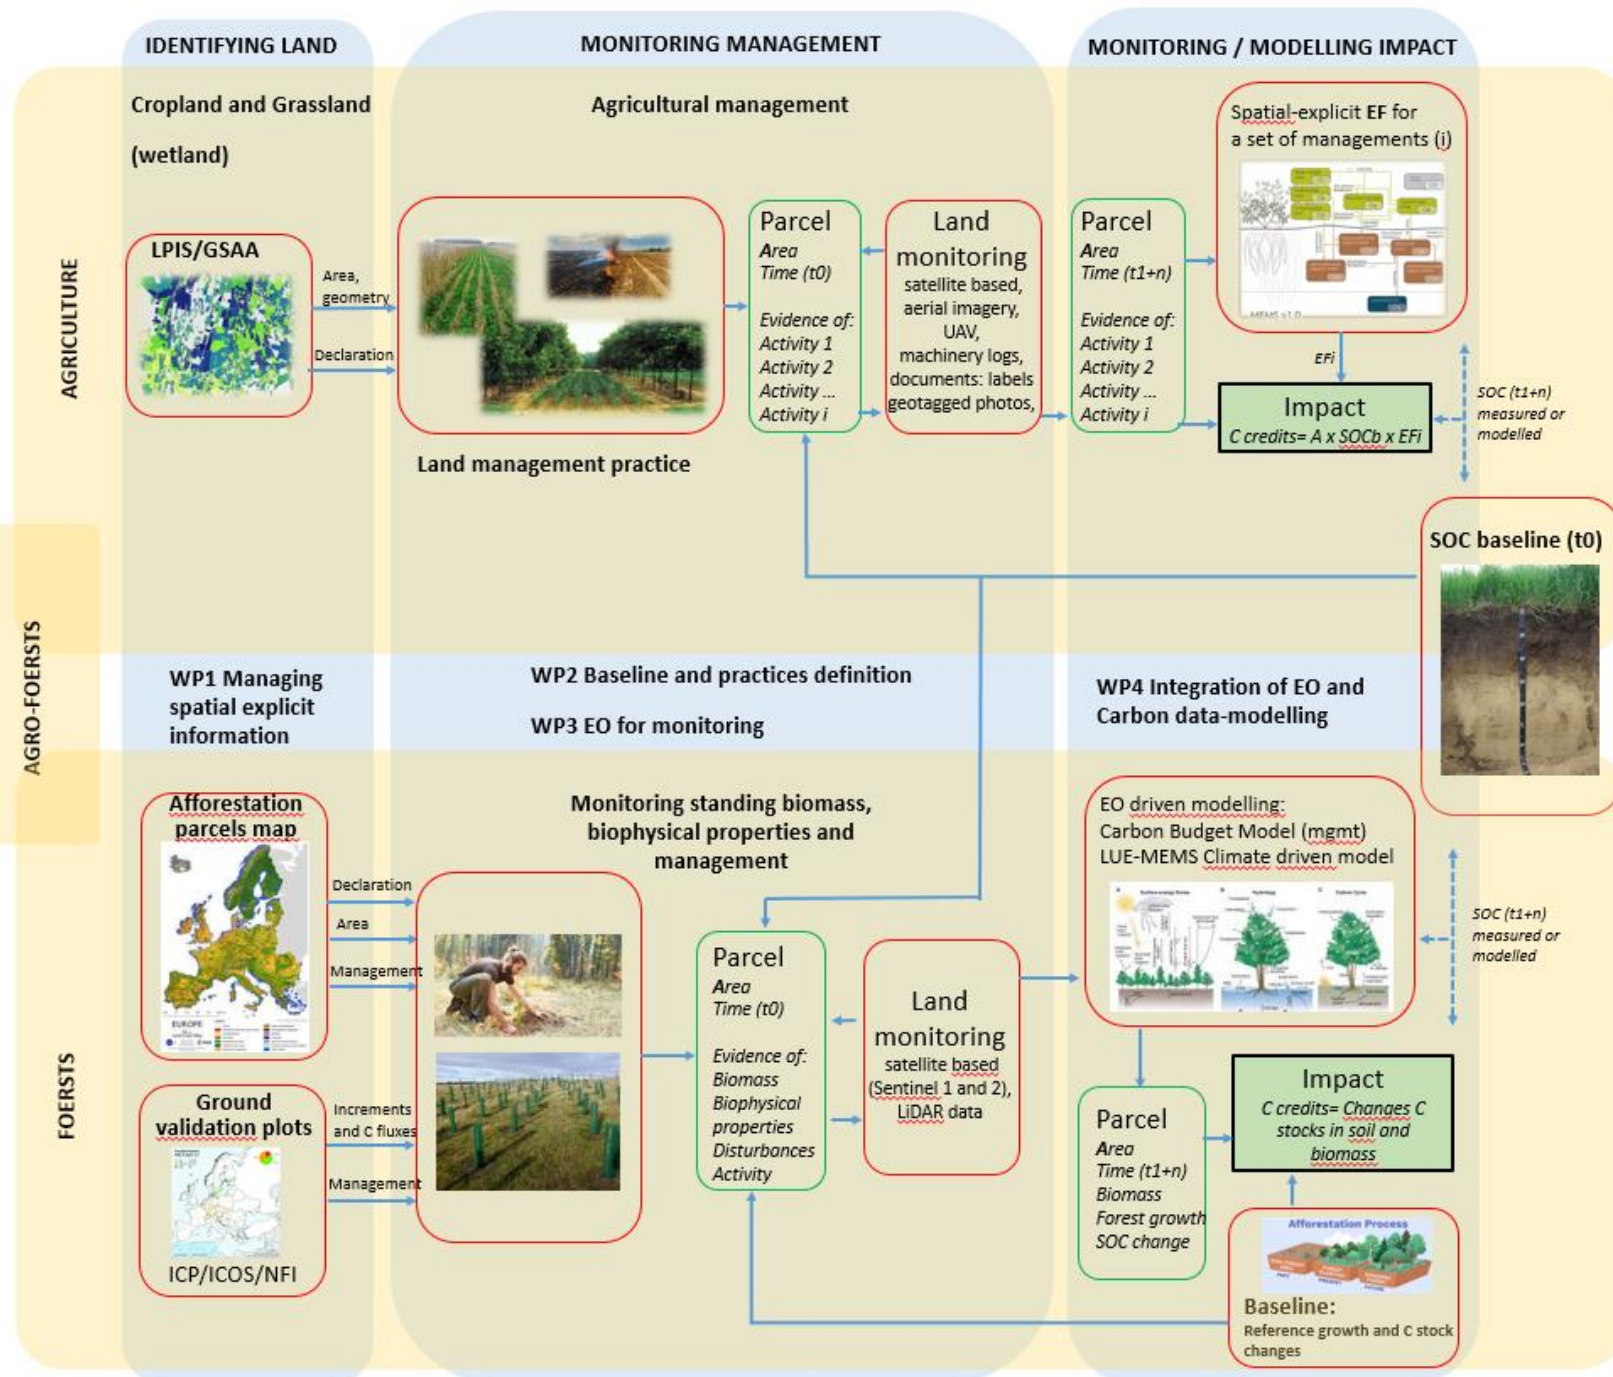 IDENTIFYING LAND
MONITORING MANAGEMENT
MONITORING / MODELLING IMPACT
AGRICULTURE
Cropland and Grassland
(wetland)
Agricultural management
LPIS/GSAA
Area,
geometry
Declaration
Land management practice
Parcel
Area
Time (t0)
Evidence of:
Activity 1
Activity 2
Activity ...
Activity i
Land
monitoring
satellite based,
aerial imagery,
UAV,
machinery logs,
documents: labels
geotagged photos,
Parcel
Area
Time (t1+n)
Evidence of:
Activity 1
Activity 2
Activity ...
Activity i
Spatial-explicit EF for
a set of managements (i)
MEMS v1.0
EFi
Impact
C credits= A x SOCb x EFi
SOC (t1+n)
measured or
modelled
SOC baseline (t0)
AGRO-FOERSTS
WP1 Managing
spatial explicit
information
WP2 Baseline and practices definition
WP3 EO for monitoring
WP4 Integration of EO and
Carbon data-modelling
FOERSTS
Afforestation
parcels map
EUROPE
Declaration
Area
Management
Ground
validation plots
ICP/ICOS/NFI
Increments
and C fluxes
Management
Monitoring standing biomass,
biophysical properties and
management
Parcel
Area
Time (t0)
Evidence of:
Biomass
Biophysical
properties
Disturbances
Activity
Land
monitoring
satellite based
(Sentinel 1 and 2),
LiDAR data
EO driven modelling:
Carbon Budget Model (mgmt)
LUE-MEMS Climate driven model
SOC (t1+n)
measured or
modelled
Parcel
Area
Time (t1+n)
Biomass
Forest growth
SOC change
Impact
C credits= Changes C
stocks in soil and
biomass
Afforestation Process
PRESENT
FUTURE
Baseline:
Reference growth and C stock
changes